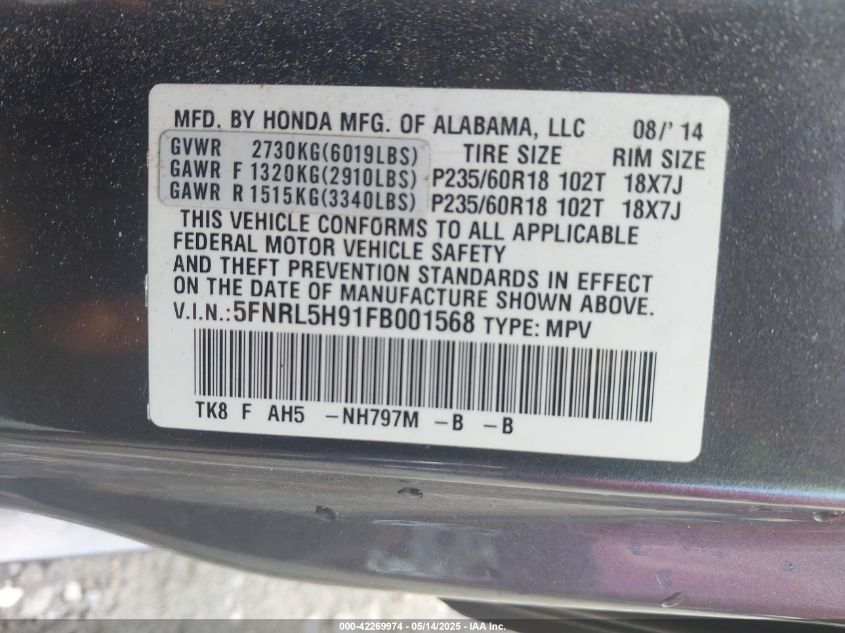 MFD. BY HONDA MFG. OF ALABAMA, LLC 08/' 14
GVWR 2730KG(6019LBS) TIRE SIZE RIM SIZE
GAWR F 1320KG(2910LBS) P235/60R18 102T 18X7J
GAWR R 1515KG(3340LBS) P235/60R18 102T 18X7J
THIS VEHICLE CONFORMS TO ALL APPLICABLE
FEDERAL MOTOR VEHICLE SAFETY
AND THEFT PREVENTION STANDARDS IN EFFECT
ON THE DATE OF MANUFACTURE SHOWN ABOVE.
V.I.N.:5FNRL5H91FB001568 TYPE: MPV
TK8 F AH5 -NH797M -B -B
000-42269974 - 05/14/2025 - IAA Inc.